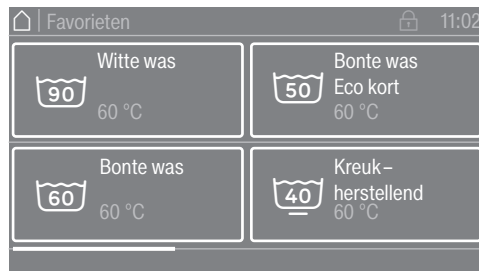 Favorieten 11:02
Witte was
90
60 °C
Bonte was
Eco kort
50
60 °C
Bonte was
60
60 °C
Kreuk–
herstellend
40
60 °C